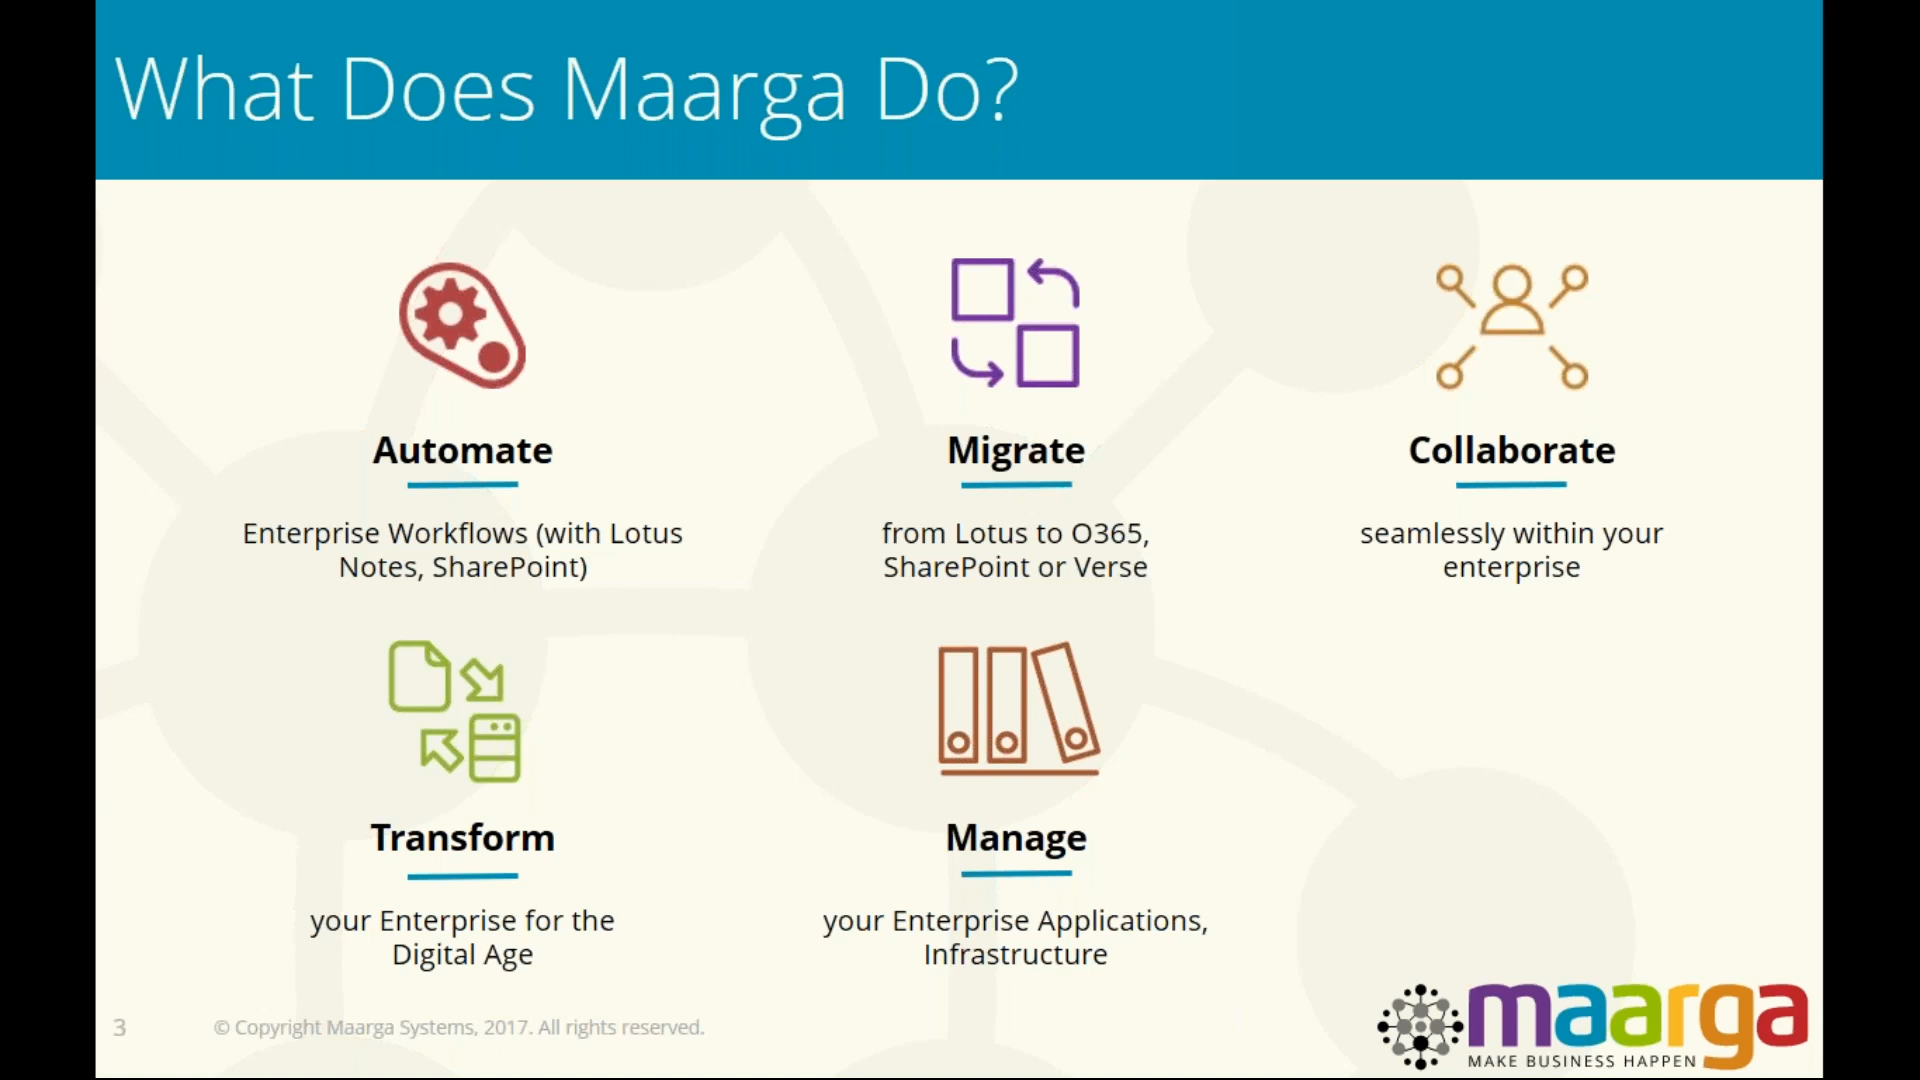 What Does Maarga Do?
Automate
Enterprise Workflows (with Lotus
Notes, SharePoint)
Migrate
from Lotus to O365,
SharePoint or Verse
Collaborate
seamlessly within your
enterprise
Transform
your Enterprise for the
Digital Age
Manage
your Enterprise Applications,
Infrastructure
3
© Copyright Maarga Systems, 2017. All rights reserved.
maarga
MAKE BUSINESS HAPPEN